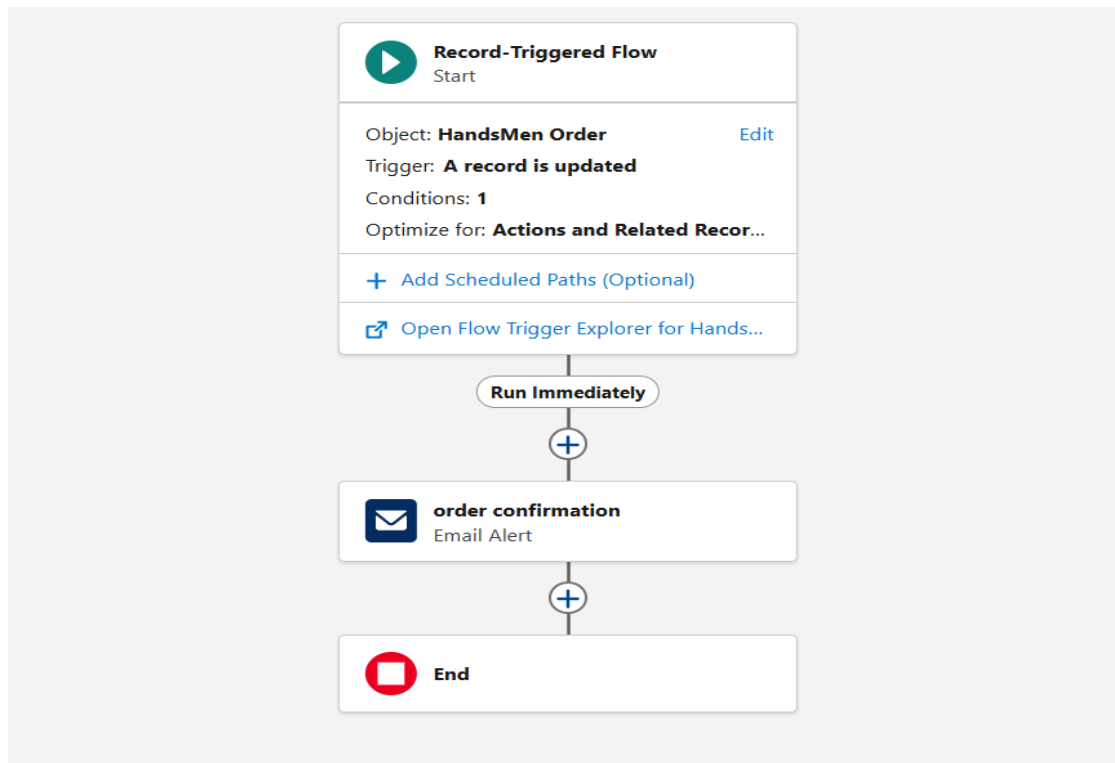 Record-Triggered Flow
Start
Object: HandsMen Order Edit
Trigger: A record is updated
Conditions: 1
Optimize for: Actions and Related Recor...
Add Scheduled Paths (Optional)
Open Flow Trigger Explorer for Hands...
Run Immediately
order confirmation
Email Alert
End